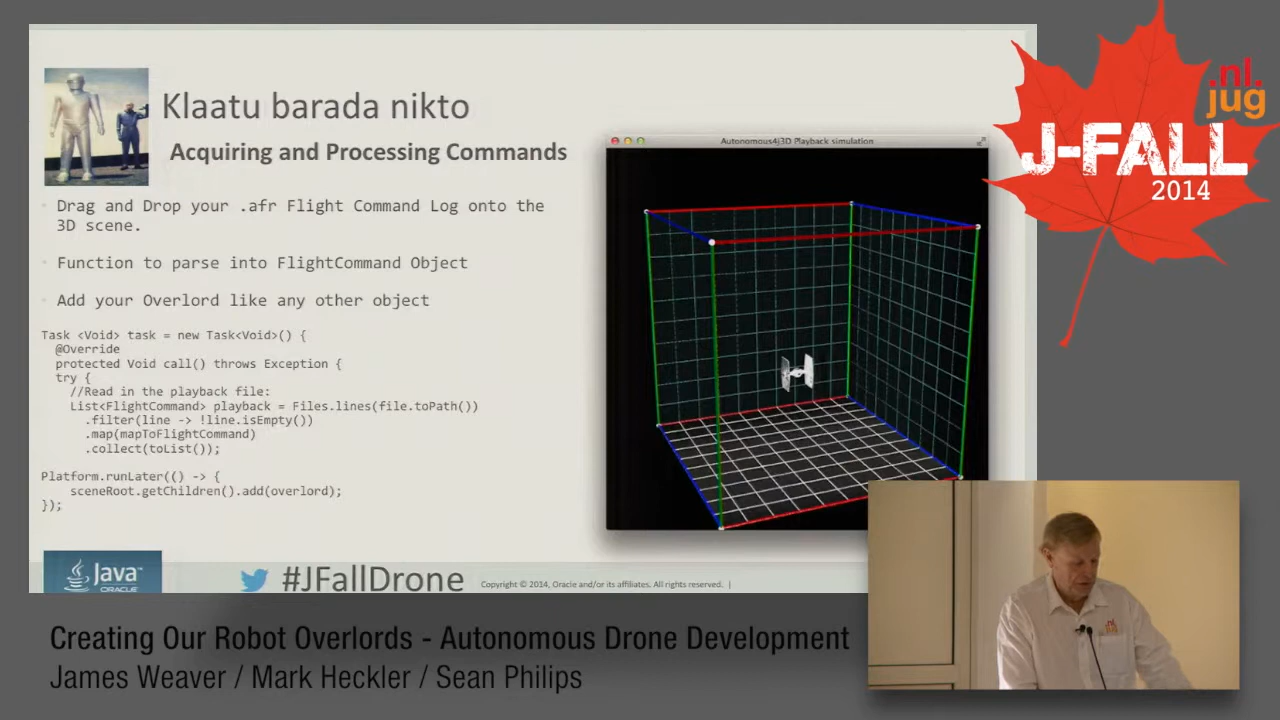 Klaatu barada nikto
Acquiring and Processing Commands
Drag and Drop your .afr Flight Command Log onto the
3D scene.
Function to parse into FlightCommand Object
Add your Overlord like any other object
Task <Void> task = new Task<Void>() {
@Override
protected Void call() throws Exception {
try {
//Read in the playback file:
List<FlightCommand> playback = Files.lines(file.toPath())
.filter(line -> !line.isEmpty())
.map(mapToFlightCommand)
.collect(toList());
Platform.runLater(() -> {
sceneRoot.getChildren().add(overlord);
});
Autonomous4j3D Playback simulation
.nl.
jug
J-FALL
2014
Java™
ORACLE
#JFallDrone
Copyright © 2014, Oracle and/or its affiliates. All rights reserved. |
.nl.
jug
Creating Our Robot Overlords - Autonomous Drone Development
James Weaver / Mark Heckler / Sean Philips